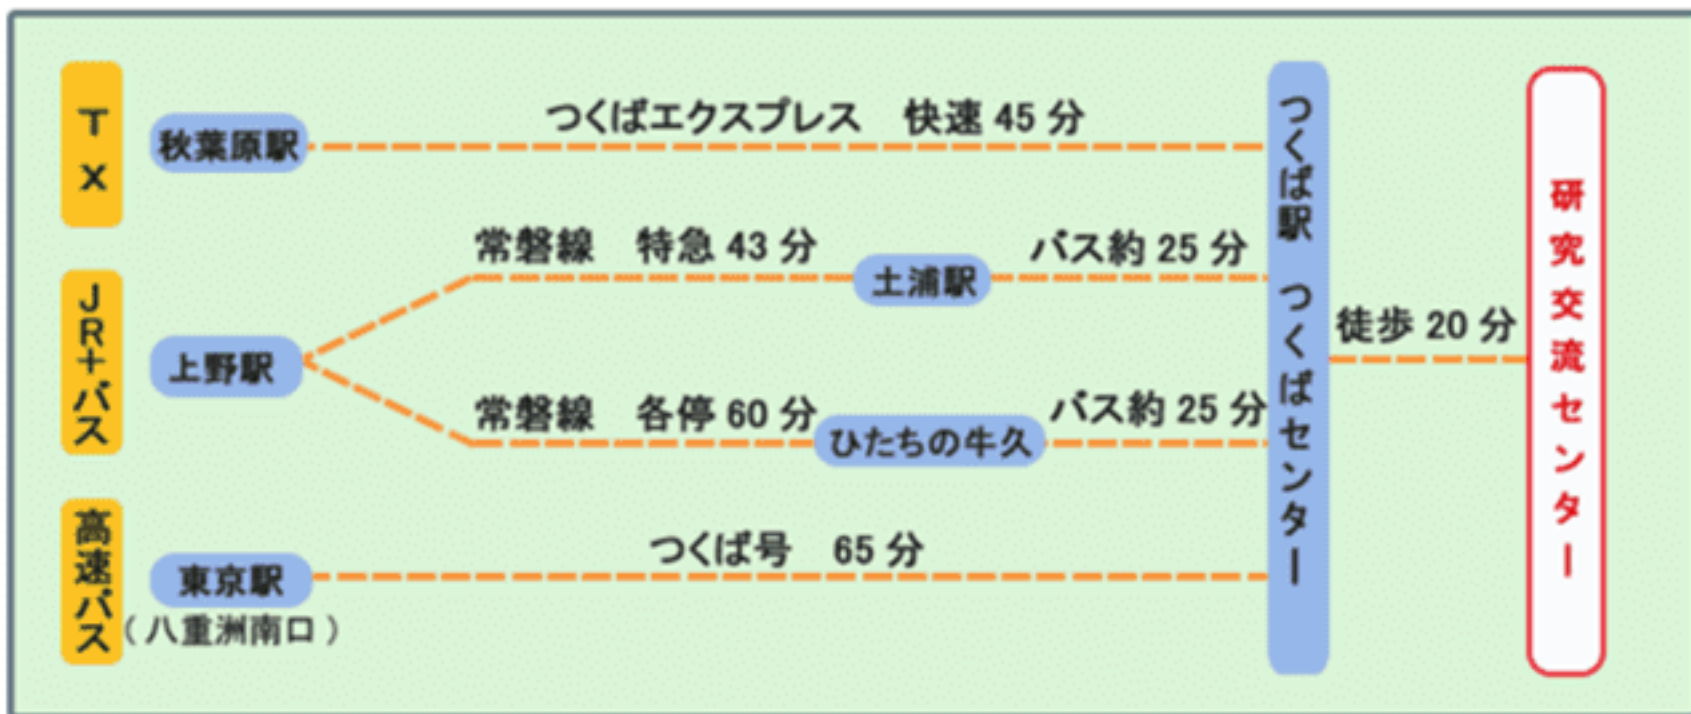 TX
秋葉原駅
つくばエクスプレス 快速 45 分
JR+バス
上野駅
常磐線 特急 43 分
土浦駅
バス約 25 分
常磐線 各停 60 分
ひたちの牛久
バス約 25 分
高速バス
東京駅
(八重洲南口)
つくば号 65 分
つくば駅 つくばセンター
徒歩 20 分
研究交流センター